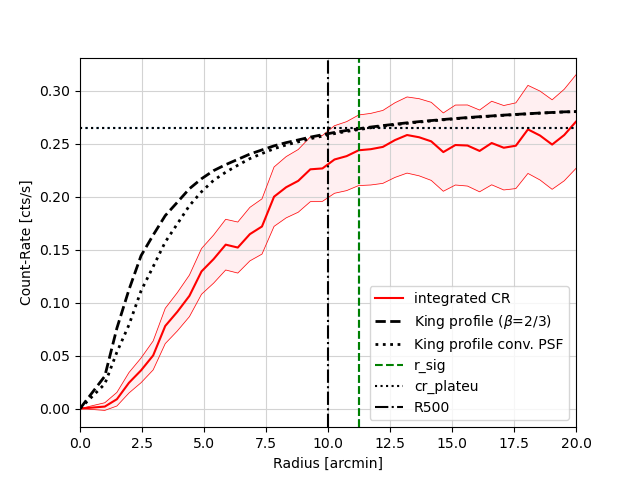 0.30
0.25
0.20
0.15
0.10
0.05
0.00
Count-Rate [cts/s]
integrated CR
King profile (β=2/3)
King profile conv. PSF
r_sig
cr_plateu
R500
0.0 2.5 5.0 7.5 10.0 12.5 15.0 17.5 20.0
Radius [arcmin]